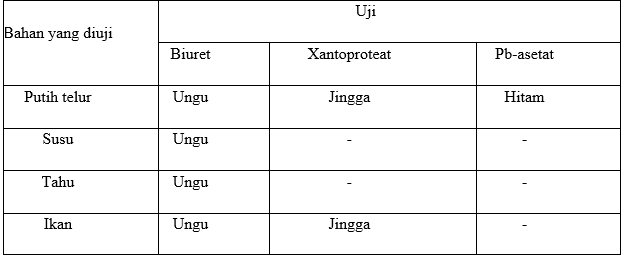 Uji
Bahan yang diuji
Biuret Xantoproteat Pb-asetat
Putih telur Ungu Jingga Hitam
Susu Ungu - -
Tahu Ungu - -
Ikan Ungu Jingga -